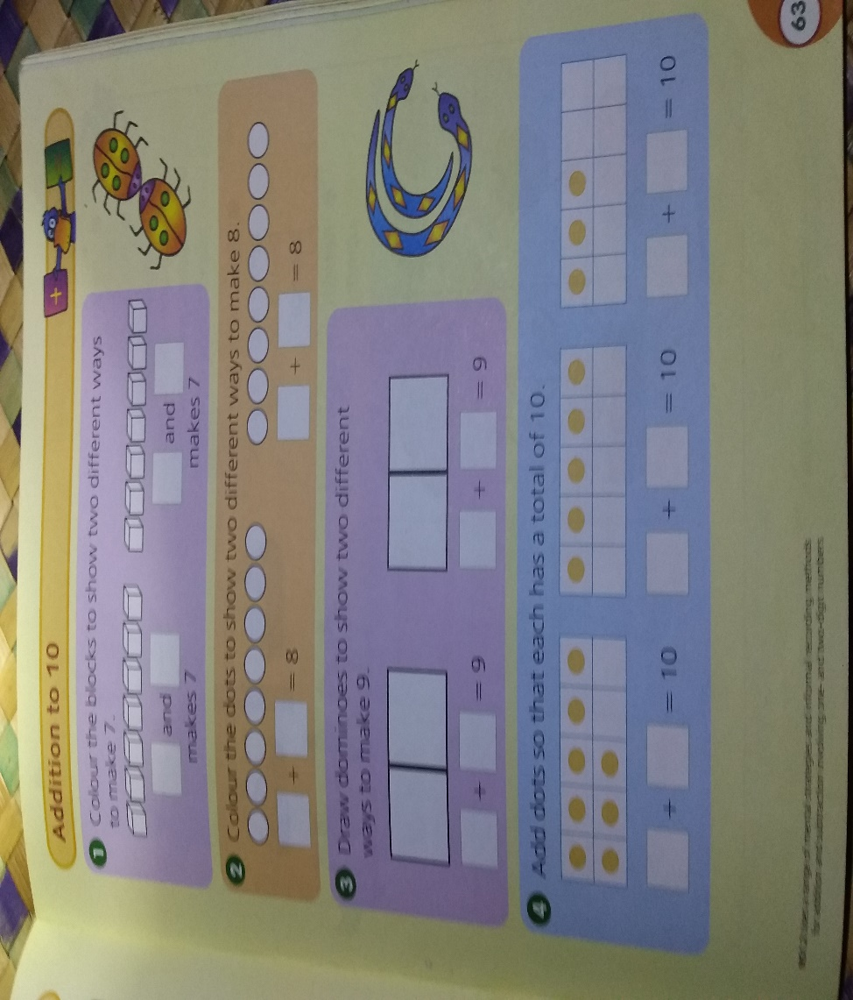 Addition to 10
+ -
1 Colour the blocks to show two different ways
to make 7.
and and
makes 7 makes 7
2 Colour the dots to show two different ways to make 8.
+ = 8 + = 8
3 Draw dominoes to show two different
ways to make 9.
+ = 9 + = 9
4 Add dots so that each has a total of 10.
+ = 10 + = 10 + = 10
uses a range of mental strategies and informal recording methods
for addition and subtraction involving one- and two-digit numbers
63